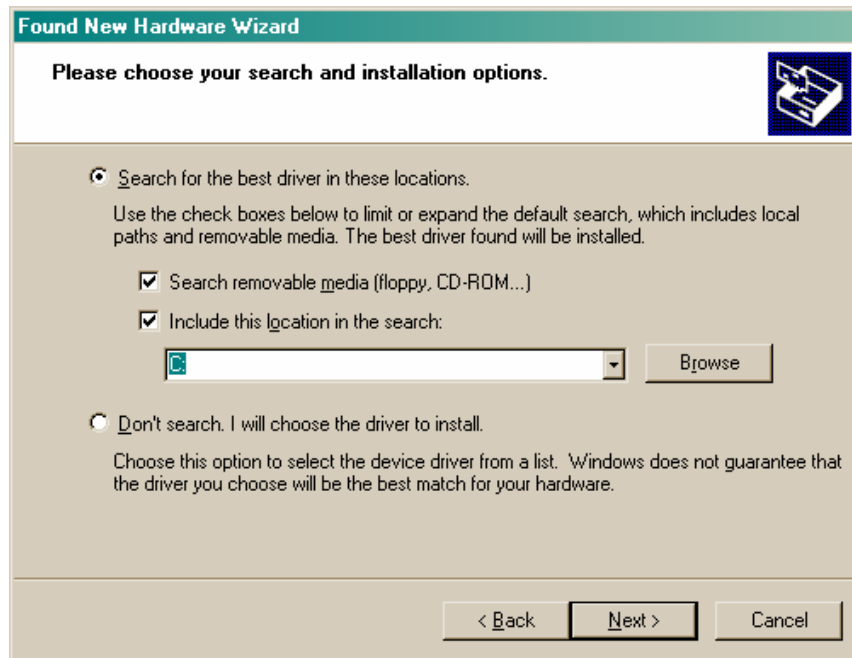 Found New Hardware Wizard
Please choose your search and installation options.
Search for the best driver in these locations.
Use the check boxes below to limit or expand the default search, which includes local
paths and removable media. The best driver found will be installed.
Search removable media (floppy, CD-ROM...)
Include this location in the search:
C:
Browse
Don't search. I will choose the driver to install.
Choose this option to select the device driver from a list.  Windows does not guarantee that
the driver you choose will be the best match for your hardware.
< Back
Next >
Cancel